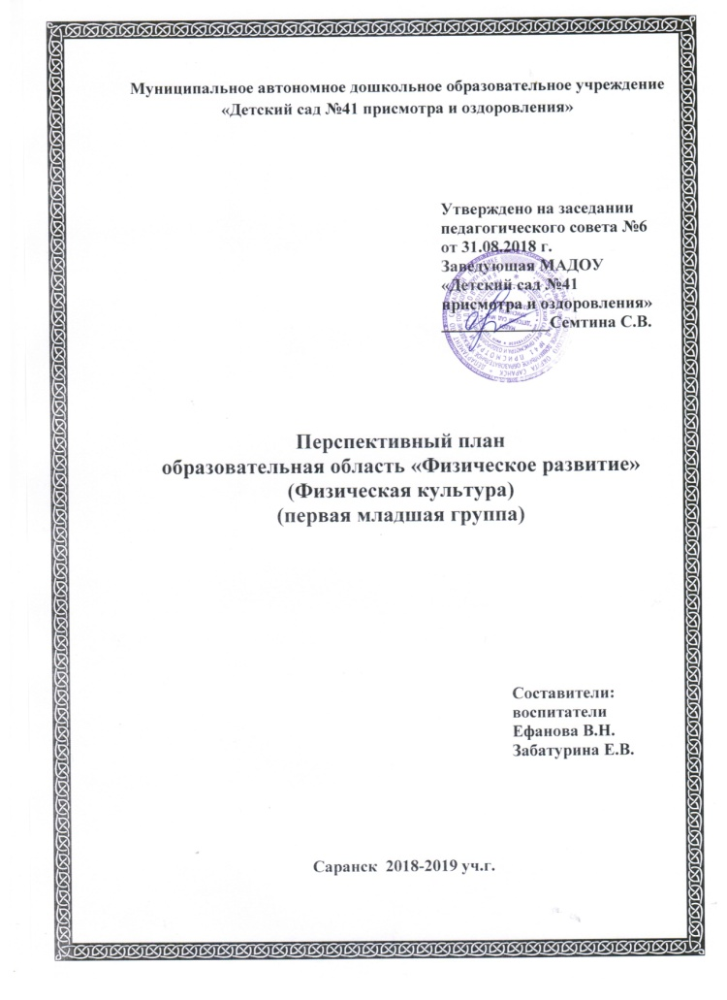 Муниципальное автономное дошкольное образовательное учреждение
«Детский сад №41 присмотра и оздоровления»
Утверждено на заседании
педагогического совета №6
от 31.08.2018 г.
Заведующая МАДОУ
«Детский сад №41
присмотра и оздоровления»
_____________Семтина С.В.
Перспективный план
образовательная область «Физическое развитие»
(Физическая культура)
(первая младшая группа)
Составители:
воспитатели
Ефанова В.Н.
Забатурина Е.В.
Саранск 2018-2019 уч.г.